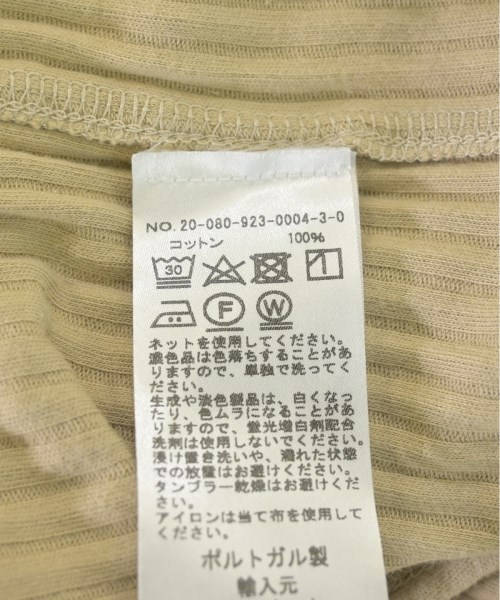 NO. 20-080-923-0004-3-0
コットン 100%
30
F W
ネットを使用してください。
濃色品は色落ちすることがあ
りますので、単独で洗ってく
ださい。
生成や淡色製品は、白くなっ
たり、色ムラになることがあ
りますので、蛍光増白剤配合
洗剤は使用しないでください。
浸け置き洗いや、濡れた状態
での放置はお避けください。
タンブラー乾燥はお避けくださ
い。
アイロンは当て布を使用して
ください。
ポルトガル製
輸入元